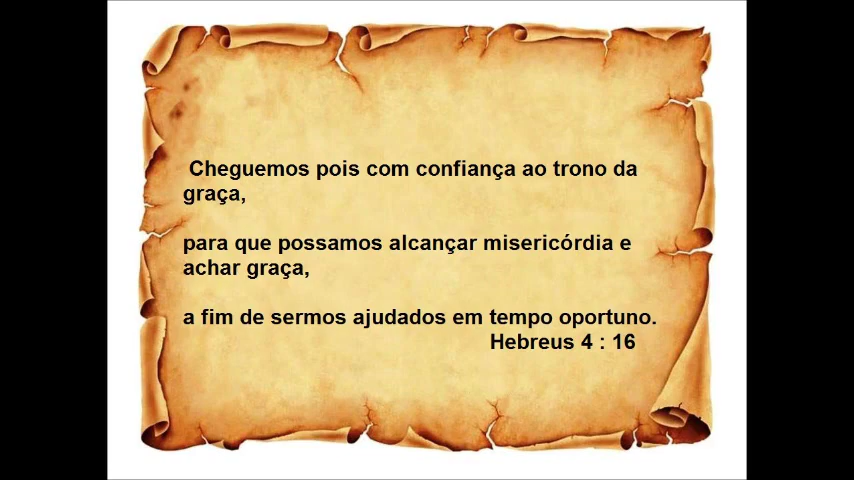 Cheguemos pois com confiança ao trono da
graça,
para que possamos alcançar misericórdia e
achar graça,
a fim de sermos ajudados em tempo oportuno.
Hebreus 4 : 16